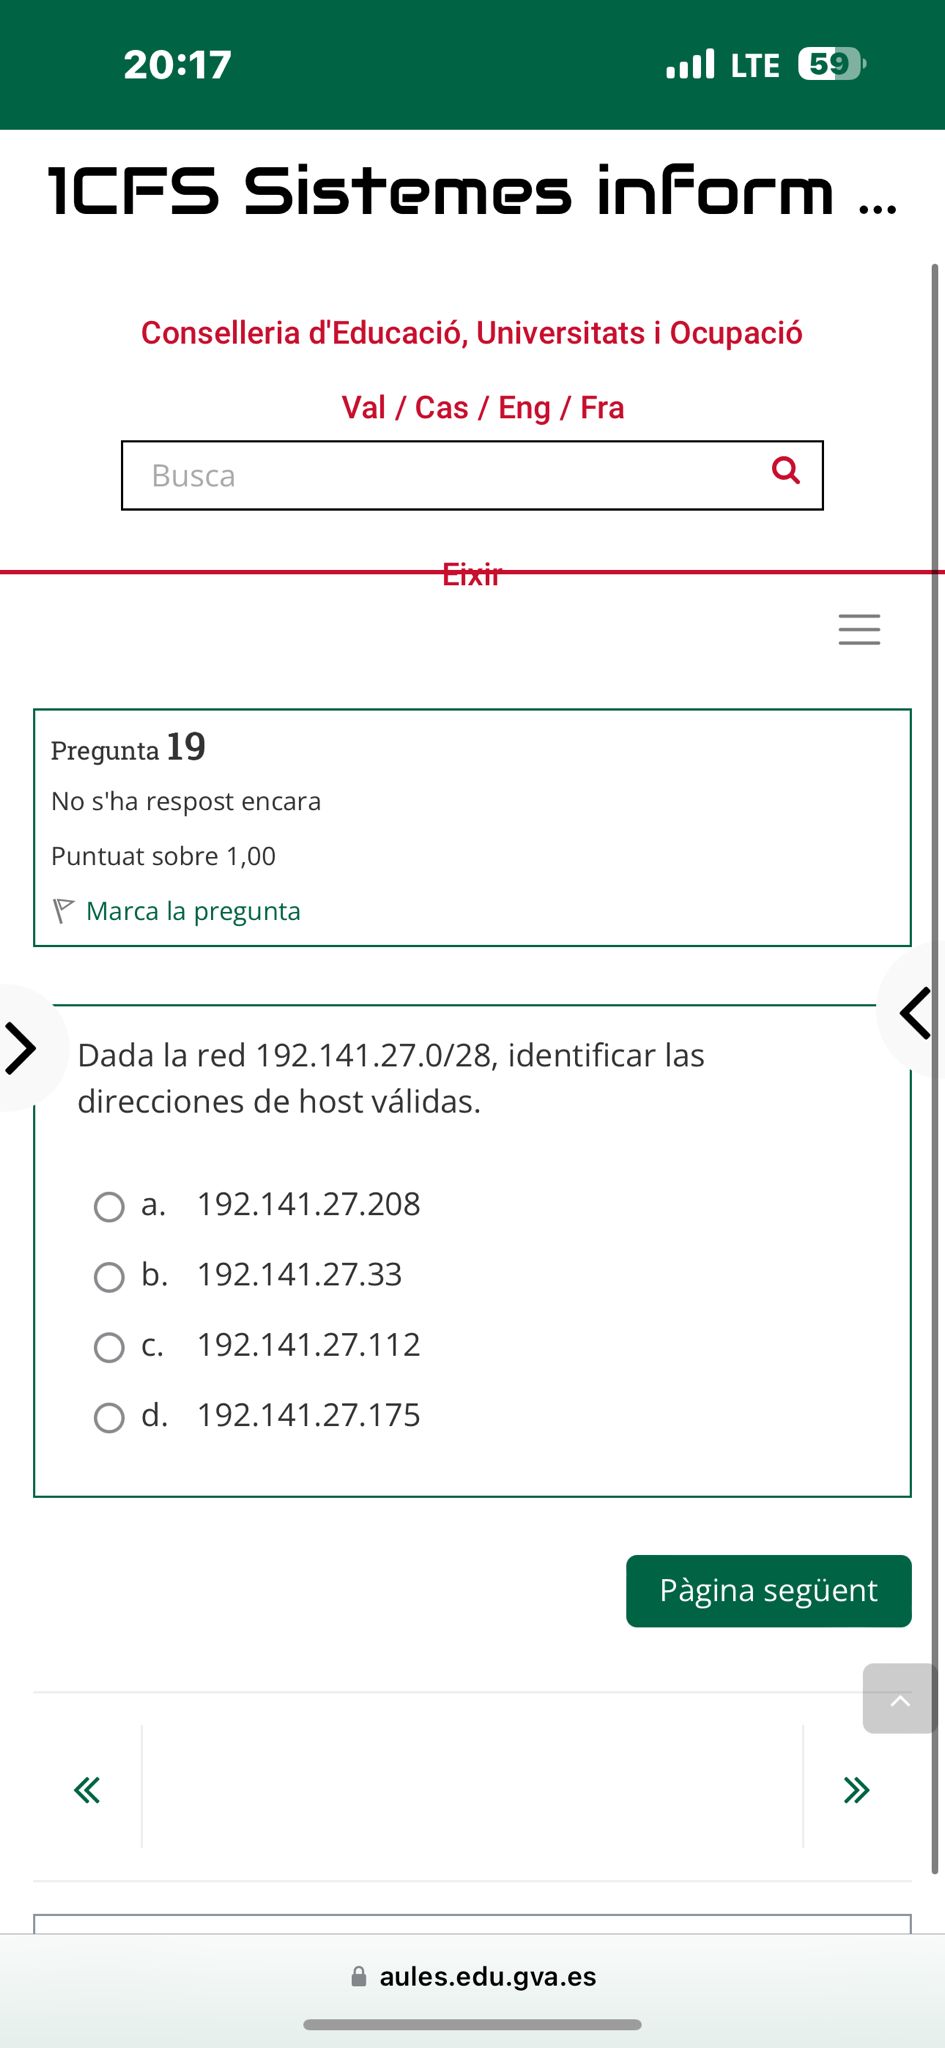 20:17
LTE 59
1CFS Sistemes inform ...
Conselleria d'Educació, Universitats i Ocupació
Val / Cas / Eng / Fra
Busca
Eixir
Pregunta 19
No s'ha respost encara
Puntuat sobre 1,00
Marca la pregunta
Dada la red 192.141.27.0/28, identificar las
direcciones de host válidas.
a. 192.141.27.208
b. 192.141.27.33
c. 192.141.27.112
d. 192.141.27.175
Pàgina següent
aules.edu.gva.es